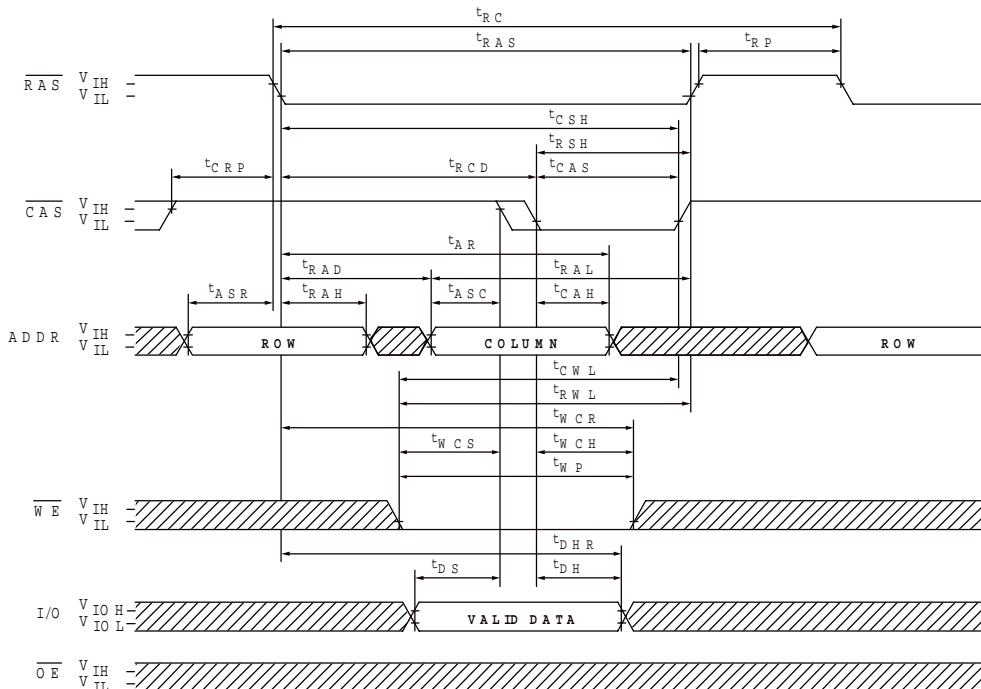 tRC
tRAS tRP
RAS VIH
VIL
tCSH
tRSH
tCRP tRCD tCAS
CAS VIH
VIL
tAR
tRAD tRAL
tASR tRAH tASC tCAH
ADDR VIH
VIL
ROW COLUMN ROW
tCWL
tRWL
tWCR
tWCS tWCH
tWP
WE VIH
VIL
tDHR
tDS tDH
I/O VIOH
VIOL
VALID DATA
OE VIH
VIL